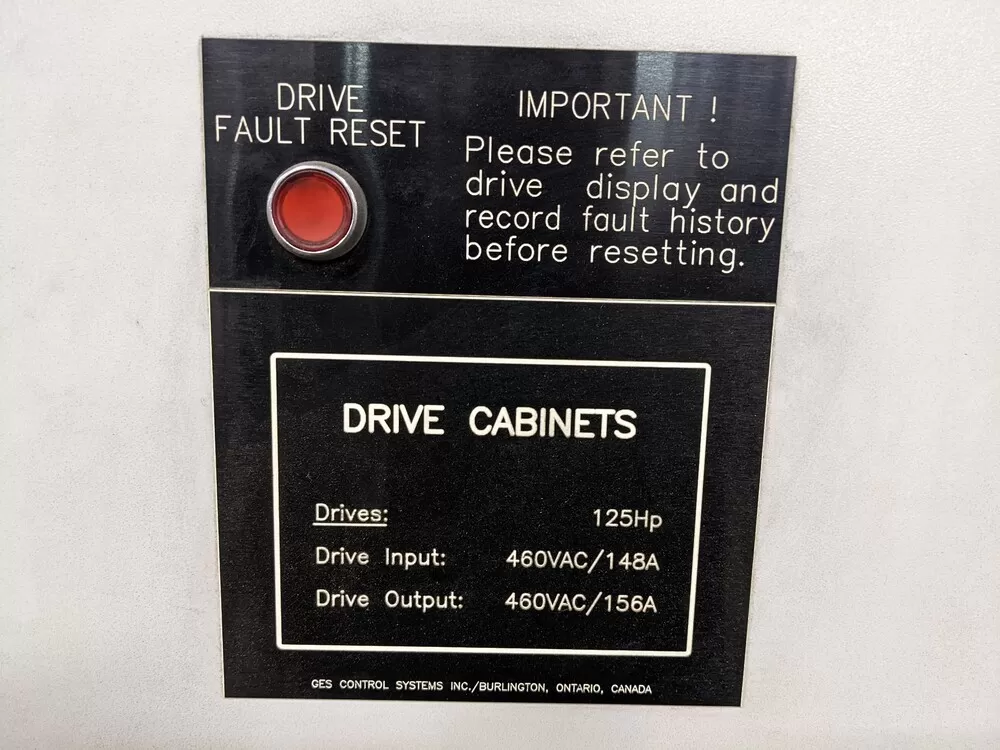 DRIVE
FAULT RESET
IMPORTANT !
Please refer to
drive display and
record fault history
before resetting.
DRIVE CABINETS
Drives: 125Hp
Drive Input: 460VAC/148A
Drive Output: 460VAC/156A
GES CONTROL SYSTEMS INC./BURLINGTON, ONTARIO, CANADA